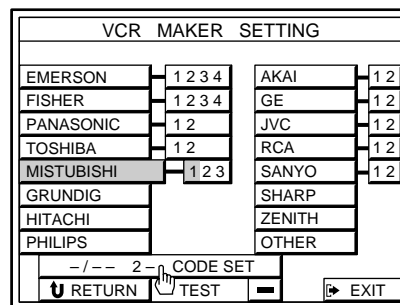 VCR MAKER SETTING
EMERSON 1 2 3 4 AKAI 1 2
FISHER 1 2 3 4 GE 1 2
PANASONIC 1 2 JVC 1 2
TOSHIBA 1 2 RCA 1 2
MISTUBISHI 1 2 3 SANYO 1 2
GRUNDIG SHARP
HITACHI ZENITH
PHILIPS OTHER
– / – – 2 – CODE SET
RETURN TEST EXIT